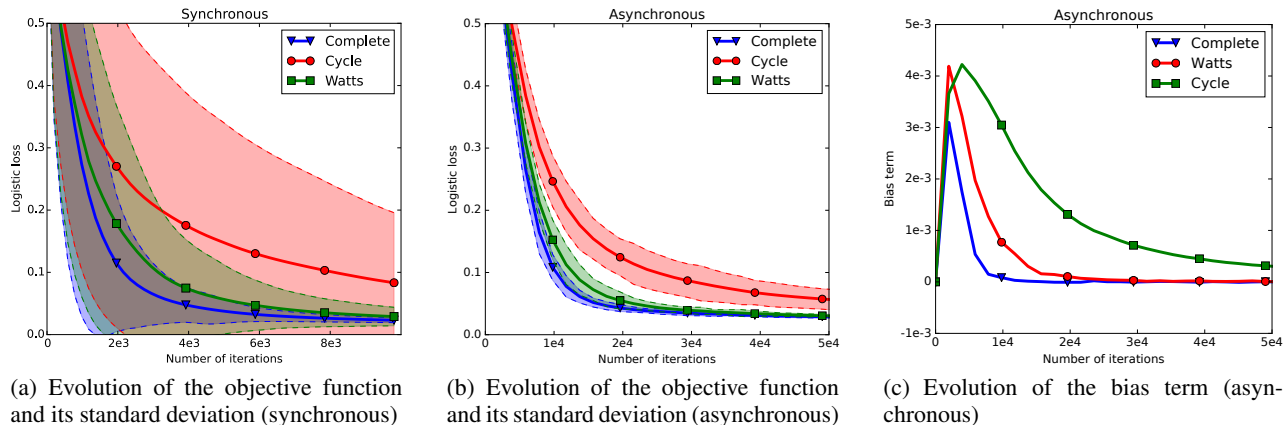 Synchronous
0.5
0.4
0.3
0.2
0.1
0.0
Logistic loss
Complete
Cycle
Watts
0
2e3
4e3
6e3
8e3
Number of iterations
(a) Evolution of the objective function
and its standard deviation (synchronous)
Asynchronous
0.5
0.4
0.3
0.2
0.1
0.0
Logistic loss
Complete
Cycle
Watts
0
1e4
2e4
3e4
4e4
5e4
Number of iterations
(b) Evolution of the objective function
and its standard deviation (asynchronous)
Asynchronous
5e-3
4e-3
3e-3
2e-3
1e-3
0
-1e-3
Bias term
Complete
Watts
Cycle
0
1e4
2e4
3e4
4e4
5e4
Number of iterations
(c) Evolution of the bias term (asyn-
chronous)